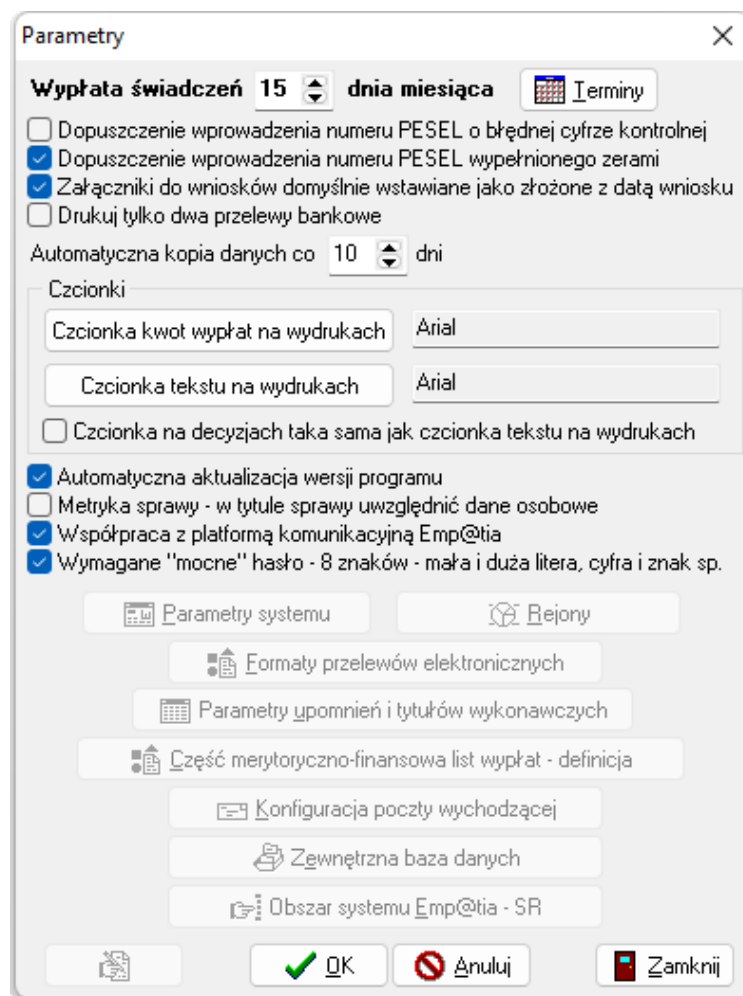 Parametry
Wypłata świadczeń 15 dnia miesiąca Terminy
Dopuszczenie wprowadzenia numeru PESEL o błędnej cyfrze kontrolnej
Dopuszczenie wprowadzenia numeru PESEL wypełnionego zerami
Załączniki do wniosków domyślnie wstawiane jako złożone z datą wniosku
Drukuj tylko dwa przelewy bankowe
Automatyczna kopia danych co 10 dni
Czcionki
Czcionka kwot wypłat na wydrukach Arial
Czcionka tekstu na wydrukach Arial
Czcionka na decyzjach taka sama jak czcionka tekstu na wydrukach
Automatyczna aktualizacja wersji programu
Metryka sprawy - w tytule sprawy uwzględnić dane osobowe
Współpraca z platformą komunikacyjną Emp@tia
Wymagane "mocne" hasło - 8 znaków - mała i duża litera, cyfra i znak sp.
Parametry systemu Rejony
Formaty przelewów elektronicznych
Parametry upomnień i tytułów wykonawczych
Część merytoryczno-finansowa list wypłat - definicja
Konfiguracja poczty wychodzącej
Zewnętrzna baza danych
Obszar systemu Emp@tia - SR
OK Anuluj Zamknij